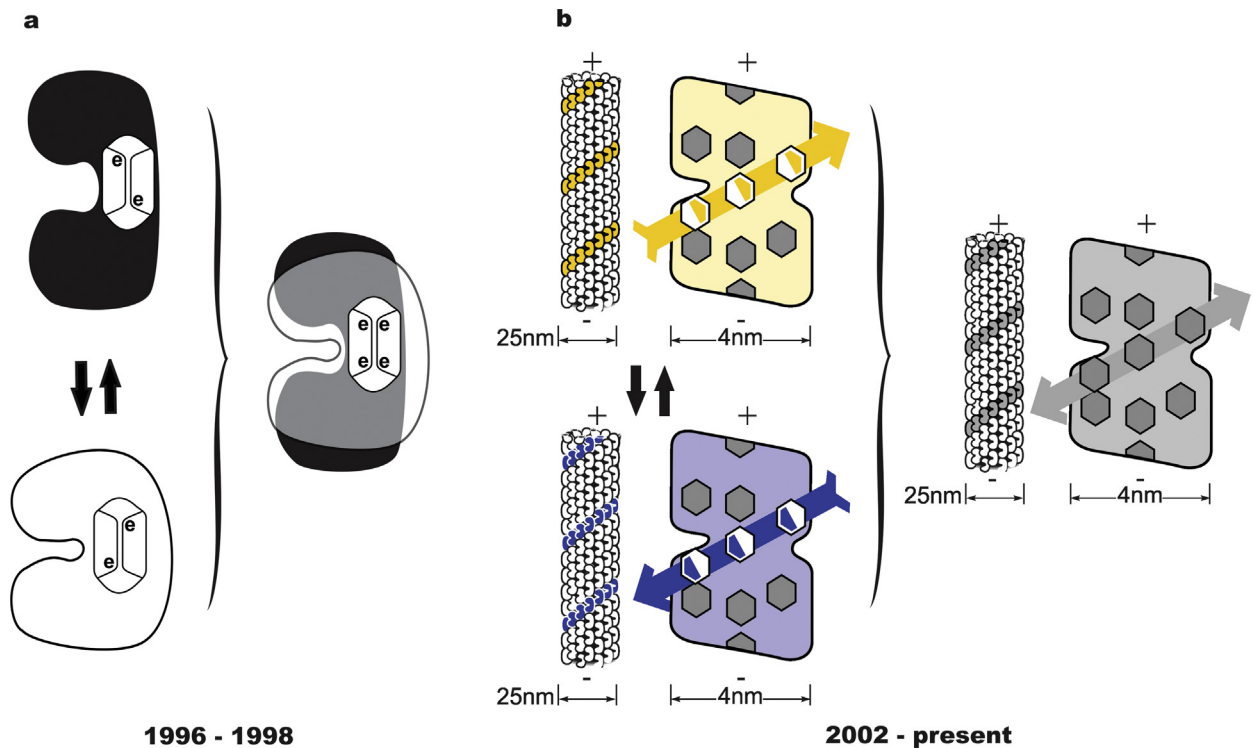 a
b
e
e
e e
e e
e
e
+ +
- -
25nm 4nm
+ +
- -
25nm 4nm
+ +
- -
25nm 4nm
1996 - 1998
2002 - present